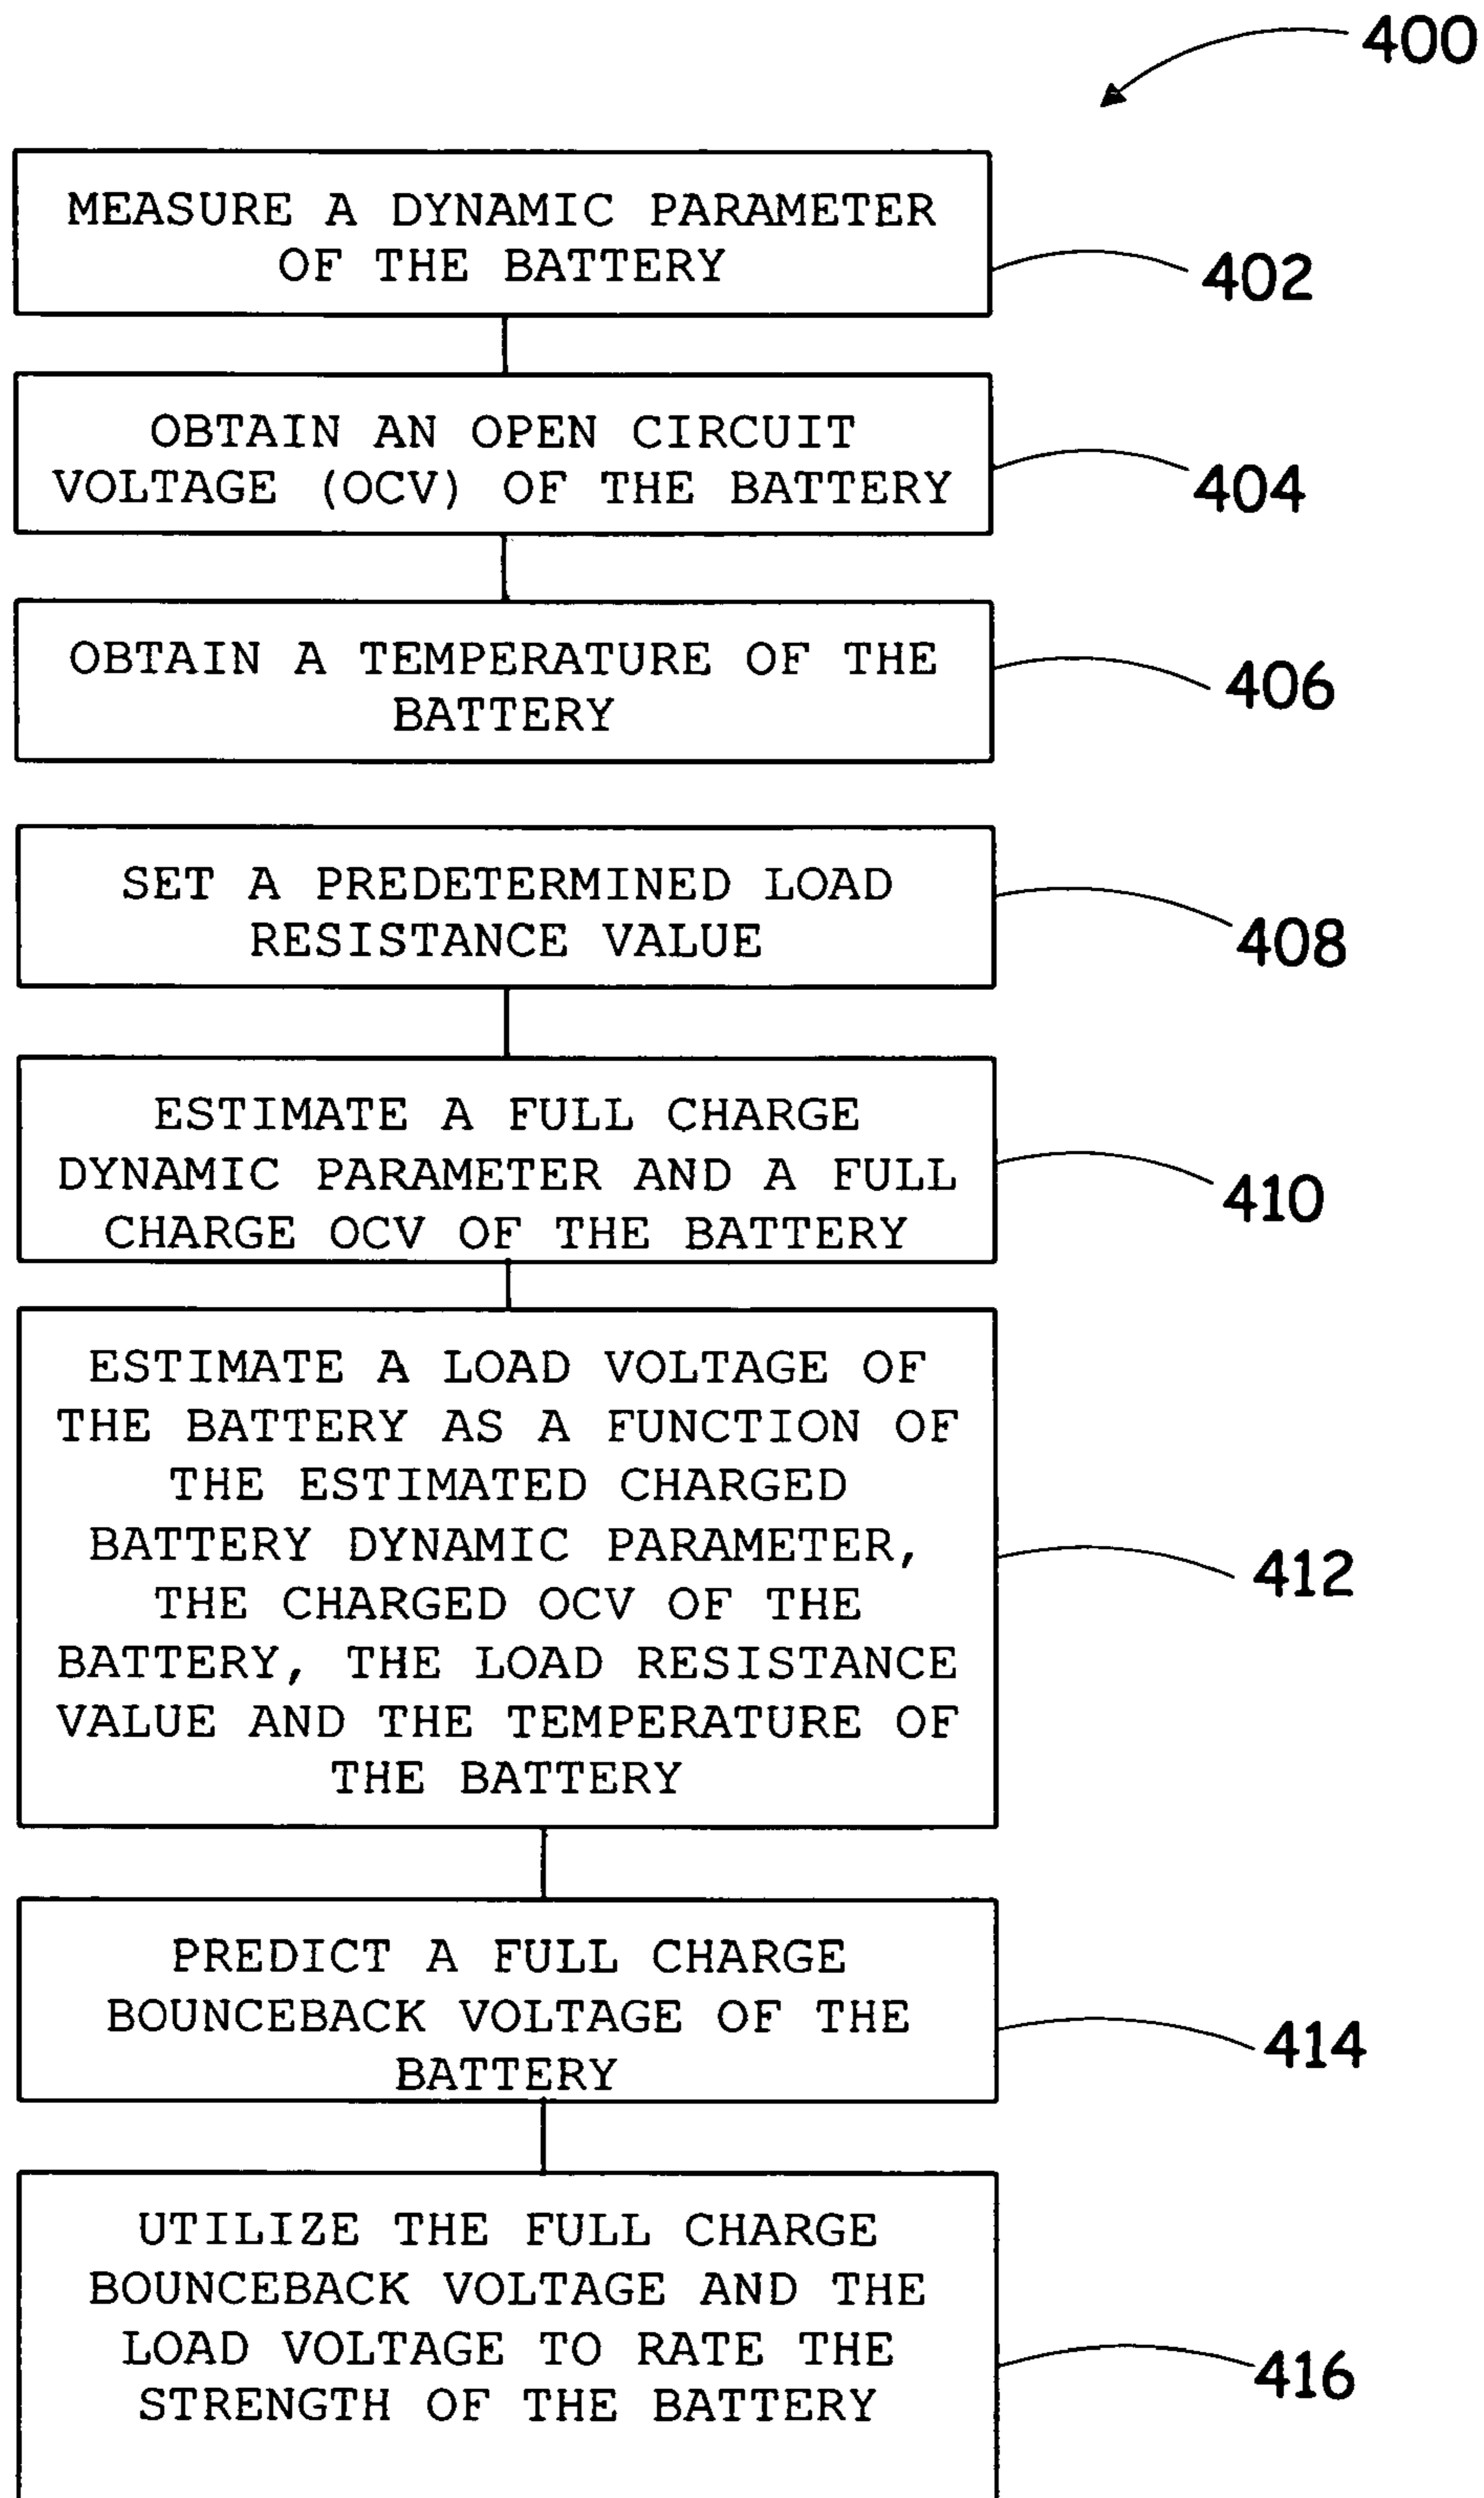 400
MEASURE A DYNAMIC PARAMETER
OF THE BATTERY
402
OBTAIN AN OPEN CIRCUIT
VOLTAGE (OCV) OF THE BATTERY
404
OBTAIN A TEMPERATURE OF THE
BATTERY
406
SET A PREDETERMINED LOAD
RESISTANCE VALUE
408
ESTIMATE A FULL CHARGE
DYNAMIC PARAMETER AND A FULL
CHARGE OCV OF THE BATTERY
410
ESTIMATE A LOAD VOLTAGE OF
THE BATTERY AS A FUNCTION OF
THE ESTIMATED CHARGED
BATTERY DYNAMIC PARAMETER,
THE CHARGED OCV OF THE
BATTERY, THE LOAD RESISTANCE
VALUE AND THE TEMPERATURE OF
THE BATTERY
412
PREDICT A FULL CHARGE
BOUNCEBACK VOLTAGE OF THE
BATTERY
414
UTILIZE THE FULL CHARGE
BOUNCEBACK VOLTAGE AND THE
LOAD VOLTAGE TO RATE THE
STRENGTH OF THE BATTERY
416